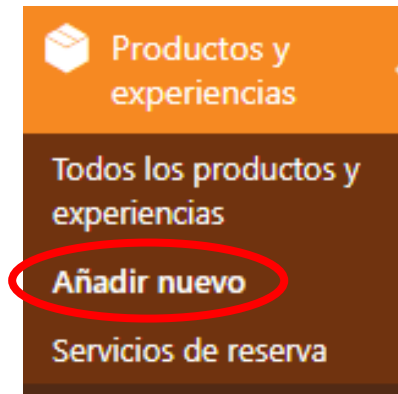 Productos y
experiencias
Todos los productos y
experiencias
Añadir nuevo
Servicios de reserva